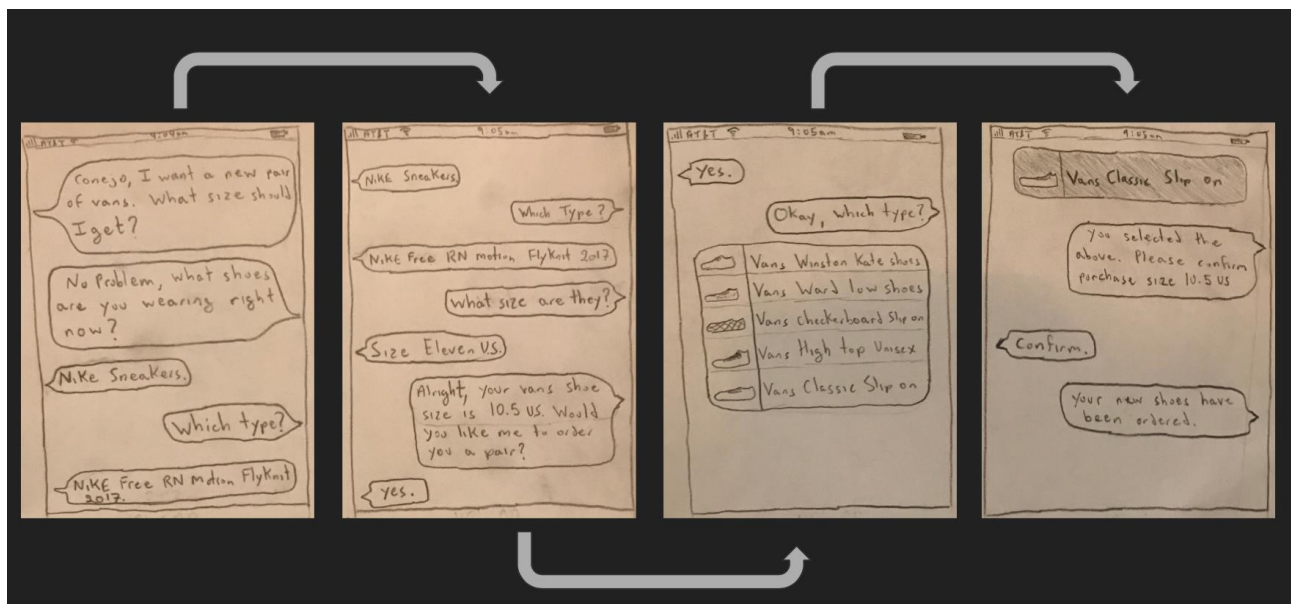 AT&T 9:04am
Conejo, I want a new pair
of vans. What size should
I get?
No Problem, what shoes
are you wearing right
now?
NiKE Sneakers.
Which type?
NiKE Free RN Motion FlyKnit
2017.
AT&T 9:05am
NiKE Sneakers
Which Type?
NiKE Free RN motion FlyKnit 2017
What size are they?
Size Eleven U.S.
Alright, your vans shoe
size is 10.5 US. Would
you like me to order
you a pair?
yes.
AT&T 9:05am
yes.
Okay, which type?
Vans Winston Kate shoes
Vans Ward low shoes
Vans Checkerboard Slip on
Vans High top Unisex
Vans Classic Slip on
AT&T 9:05am
Vans Classic Slip on
You selected the
above. Please confirm
purchase size 10.5 US
Confirm.
Your new shoes have
been ordered.